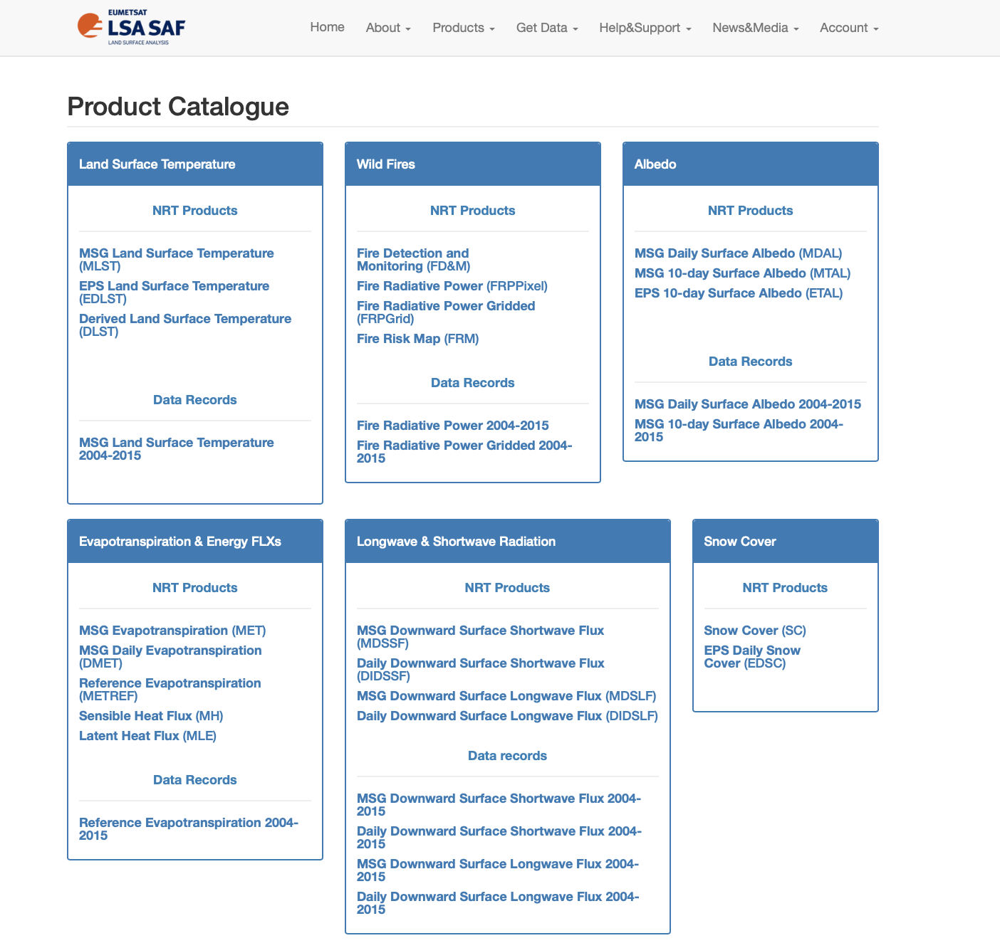 EUMETSAT
LSA SAF
LAND SURFACE ANALYSIS
Home
About
Products
Get Data
Help&Support
News&Media
Account
Product Catalogue
Land Surface Temperature
NRT Products
MSG Land Surface Temperature
(MLST)
EPS Land Surface Temperature
(EDLST)
Derived Land Surface Temperature
(DLST)
Data Records
MSG Land Surface Temperature
2004-2015
Wild Fires
NRT Products
Fire Detection and
Monitoring (FD&M)
Fire Radiative Power (FRPPixel)
Fire Radiative Power Gridded
(FRPGrid)
Fire Risk Map (FRM)
Data Records
Fire Radiative Power 2004-2015
Fire Radiative Power Gridded 2004-
2015
Albedo
NRT Products
MSG Daily Surface Albedo (MDAL)
MSG 10-day Surface Albedo (MTAL)
EPS 10-day Surface Albedo (ETAL)
Data Records
MSG Daily Surface Albedo 2004-2015
MSG 10-day Surface Albedo 2004-
2015
Evapotranspiration & Energy FLXs
NRT Products
MSG Evapotranspiration (MET)
MSG Daily Evapotranspiration
(DMET)
Reference Evapotranspiration
(METREF)
Sensible Heat Flux (MH)
Latent Heat Flux (MLE)
Data Records
Reference Evapotranspiration 2004-
2015
Longwave & Shortwave Radiation
NRT Products
MSG Downward Surface Shortwave Flux
(MDSSF)
Daily Downward Surface Shortwave Flux
(DIDSSF)
MSG Downward Surface Longwave Flux (MDSLF)
Daily Downward Surface Longwave Flux (DIDSLF)
Data records
MSG Downward Surface Shortwave Flux 2004-
2015
Daily Downward Surface Shortwave Flux 2004-
2015
MSG Downward Surface Longwave Flux 2004-
2015
Daily Downward Surface Longwave Flux 2004-
2015
Snow Cover
NRT Products
Snow Cover (SC)
EPS Daily Snow
Cover (EDSC)